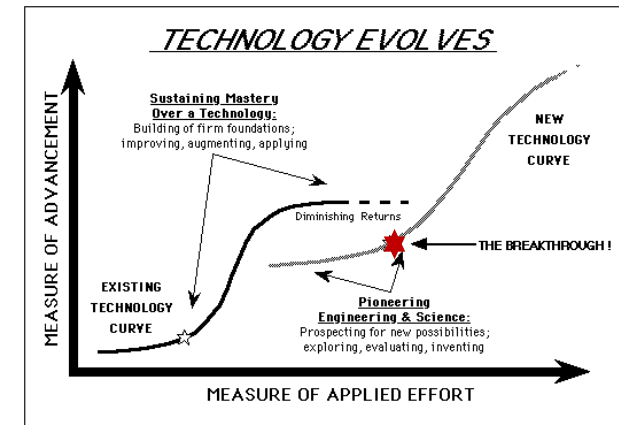 TECHNOLOGY EVOLVES
MEASURE OF ADVANCEMENT
Sustaining Mastery
Over a Technology:
Building of firm foundations;
improving, augmenting, applying
NEW
TECHNOLOGY
CURVE
Diminishing Returns
THE BREAKTHROUGH !
EXISTING
TECHNOLOGY
CURVE
Pioneering
Engineering & Science:
Prospecting for new possibilities;
exploring, evaluating, inventing
MEASURE OF APPLIED EFFORT